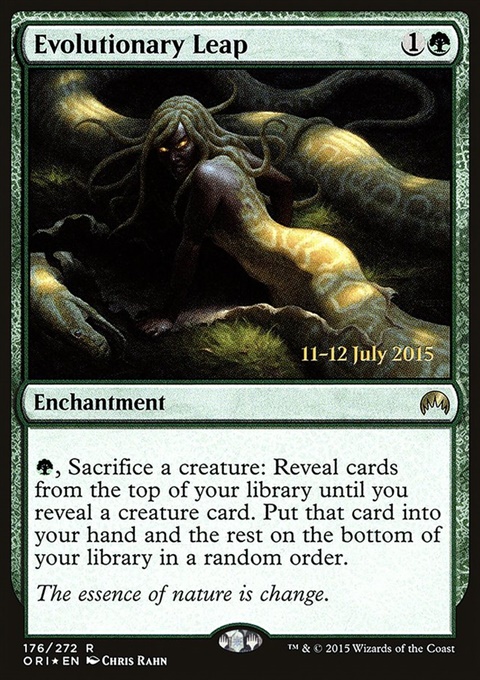 Evolutionary Leap 1
11–12 July 2015
Enchantment
, Sacrifice a creature: Reveal cards
from the top of your library until you
reveal a creature card. Put that card into
your hand and the rest on the bottom of
your library in a random order.
The essence of nature is change.
176/272 R
ORI★EN Chris Rahn
™ & © 2015 Wizards of the Coast